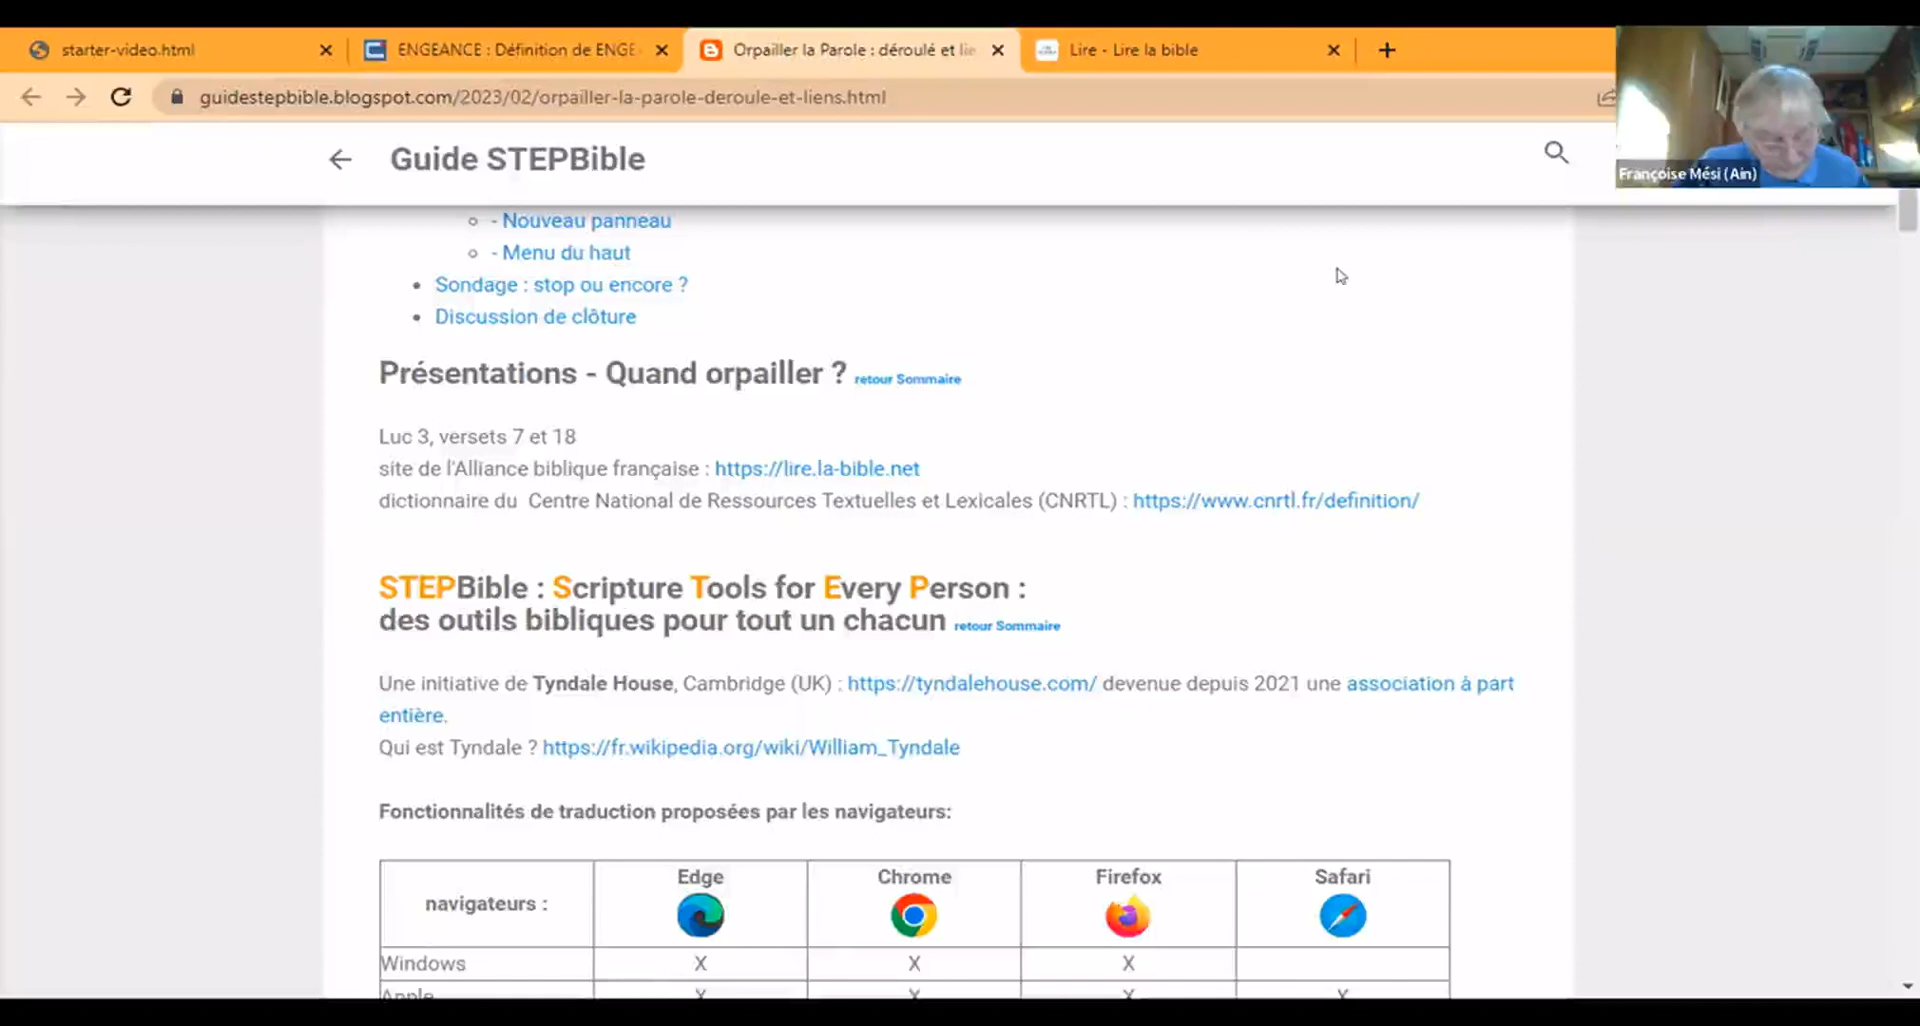 starter-video.html
ENGEANCE : Définition de ENGE
Orpailler la Parole : déroulé et lie
Lire - Lire la bible
guidestepbible.blogspot.com/2023/02/orpailler-la-parole-deroule-et-liens.html
Françoise Mési (Ain)
Guide STEPBible
- Nouveau panneau
- Menu du haut
Sondage : stop ou encore ?
Discussion de clôture
Présentations - Quand orpailler ? retour Sommaire
Luc 3, versets 7 et 18
site de l'Alliance biblique française : https://lire.la-bible.net
dictionnaire du Centre National de Ressources Textuelles et Lexicales (CNRTL) : https://www.cnrtl.fr/definition/
STEPBible : Scripture Tools for Every Person :
des outils bibliques pour tout un chacun retour Sommaire
Une initiative de Tyndale House, Cambridge (UK) : https://tyndalehouse.com/ devenue depuis 2021 une association à part
entière.
Qui est Tyndale ? https://fr.wikipedia.org/wiki/William_Tyndale
Fonctionnalités de traduction proposées par les navigateurs:
navigateurs : Edge Chrome Firefox Safari
Windows X X X
Apple X X X X